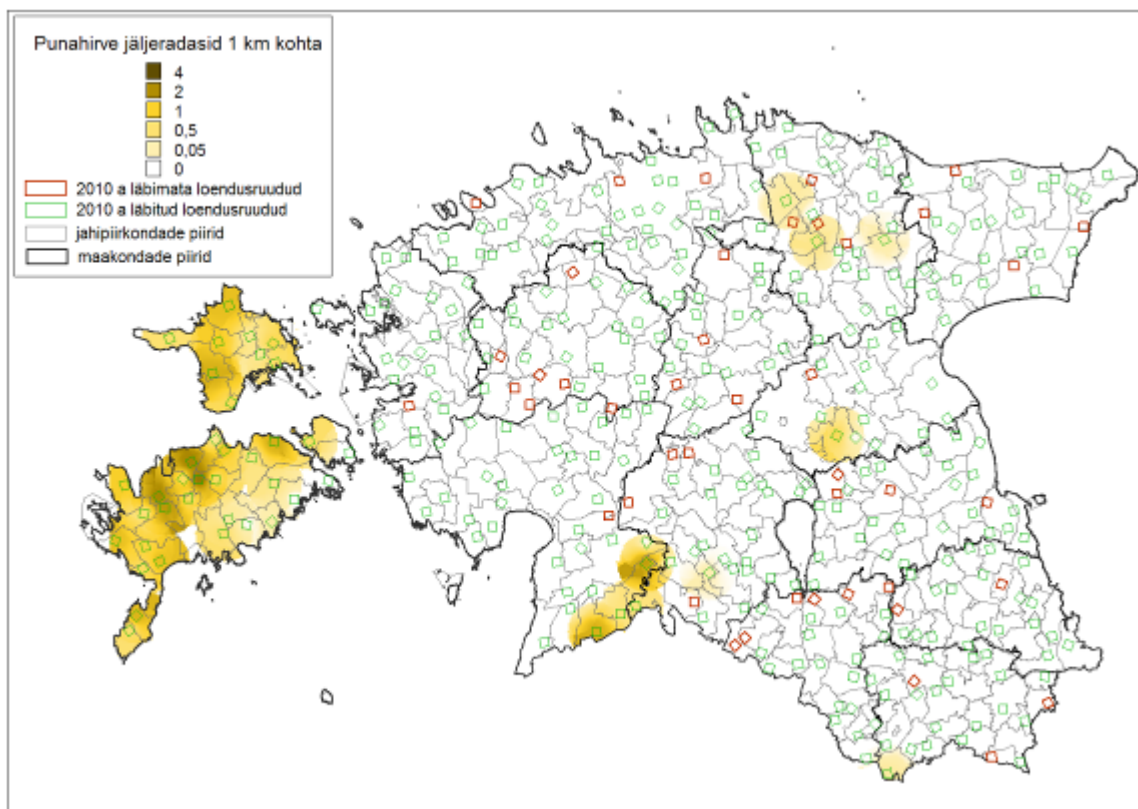 Punahirve jäljeradasid 1 km kohta
4
2
1
0,5
0,05
0
2010 a läbimata loendusruudud
2010 a läbitud loendusruudud
jahipiirkondade piirid
maakondade piirid